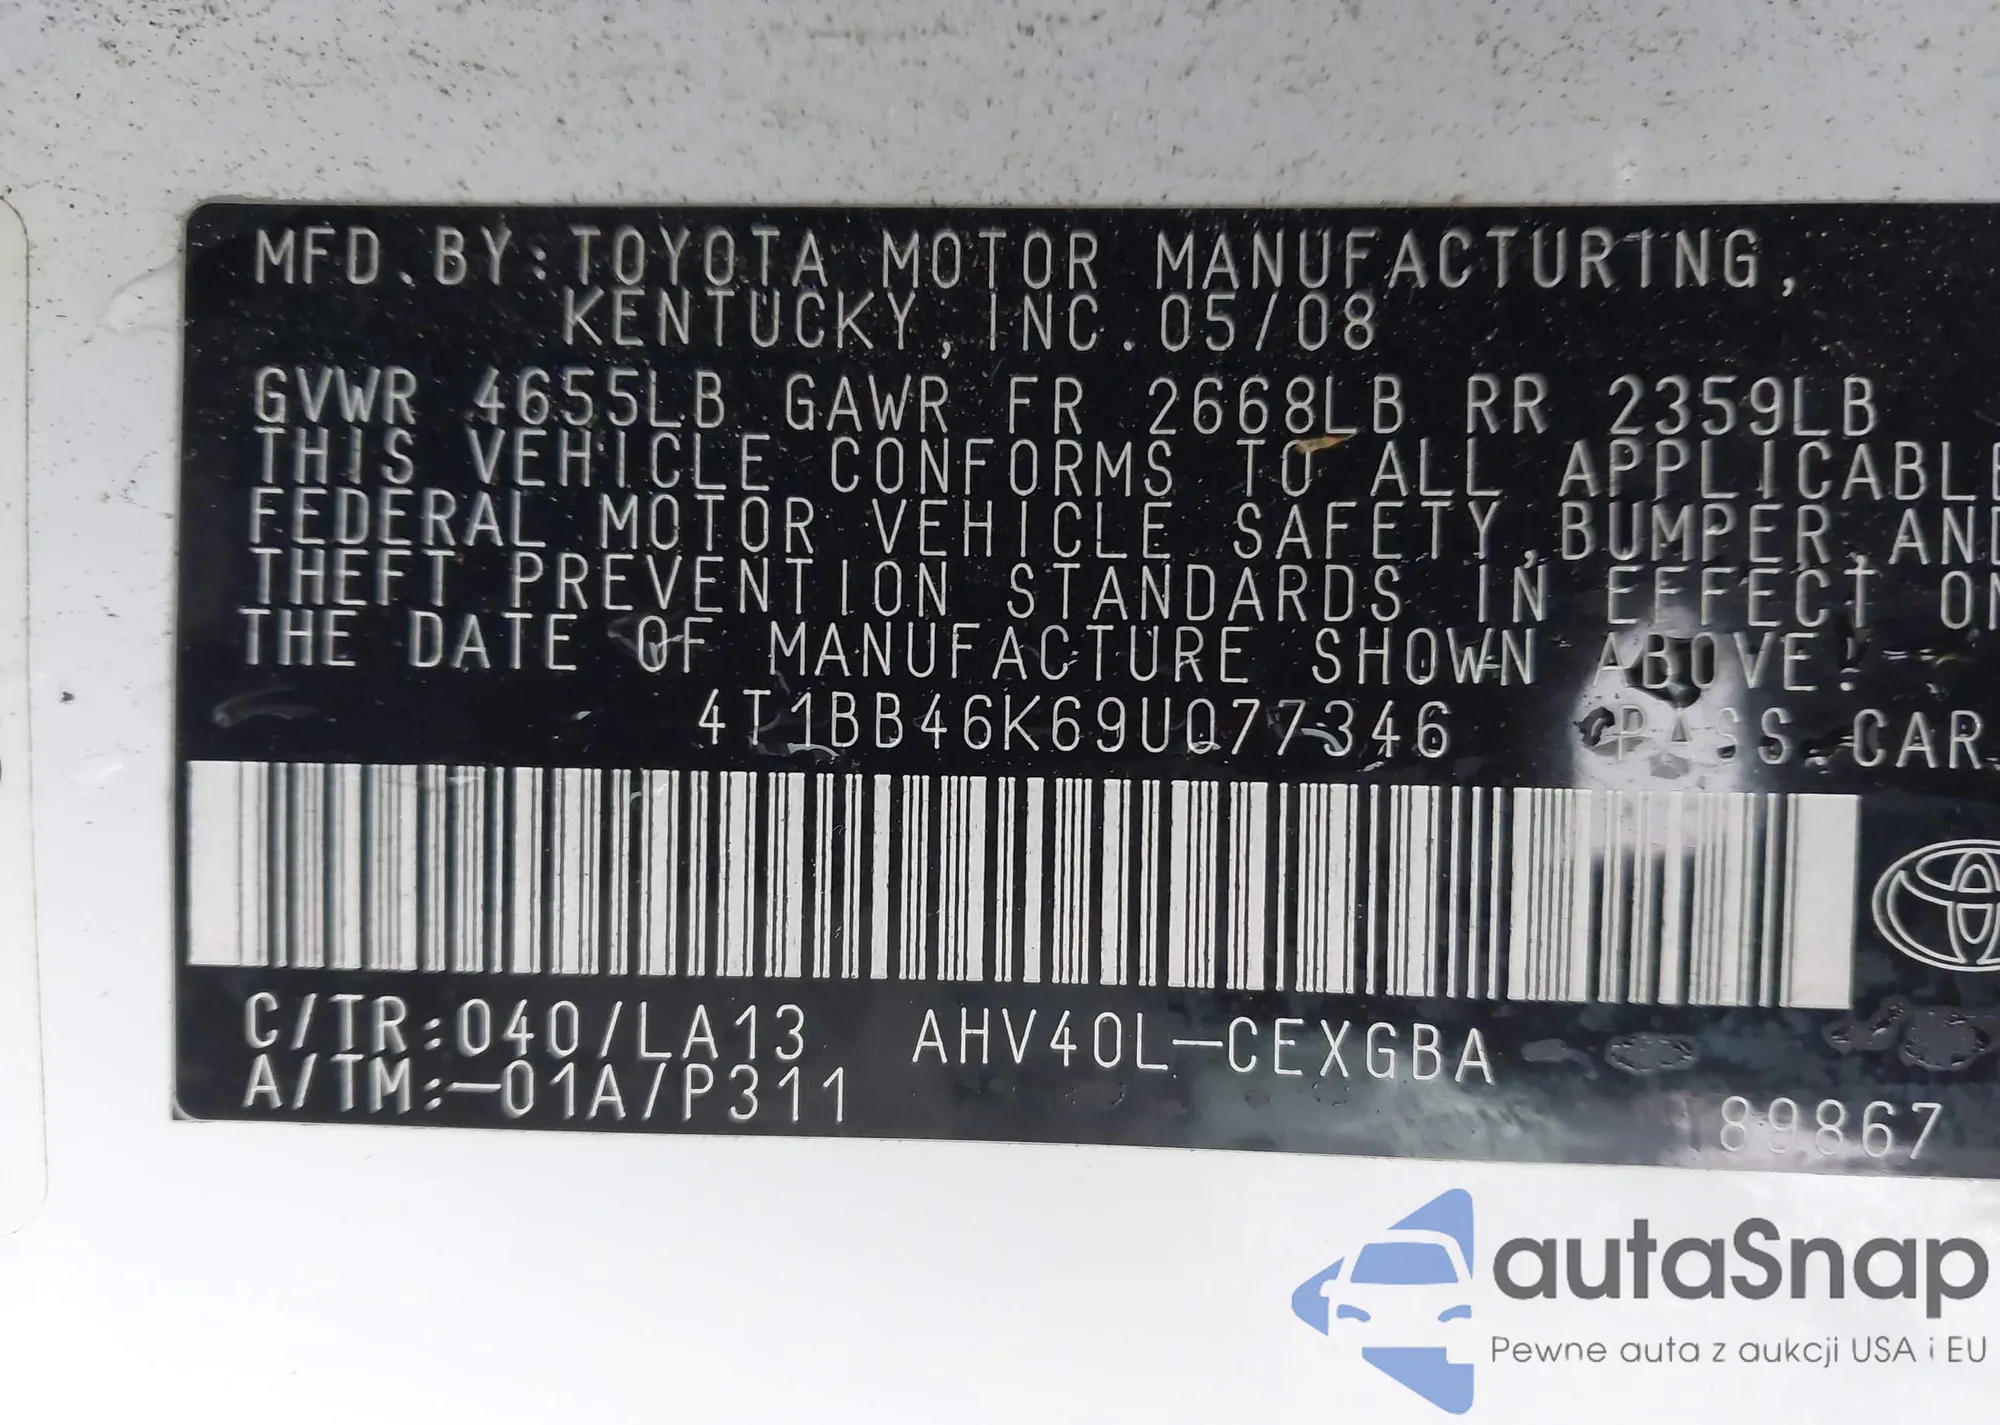 MFD.BY:TOYOTA MOTOR MANUFACTURING,
KENTUCKY,INC.05/08
GVWR 4655LB GAWR FR 2668LB RR 2359LB
THIS VEHICLE CONFORMS TO ALL APPLICABLE
FEDERAL MOTOR VEHICLE SAFETY,BUMPER,AND
THEFT PREVENTION STANDARDS IN EFFECT ON
THE DATE OF MANUFACTURE SHOWN ABOVE.
4T1BB46K69U077346 PASS.CAR
C/TR:040/LA13 AHV40L-CEXGBA
A/TM:-01A/P311
89867
autaSnap
Pewne auta z aukcji USA i EU